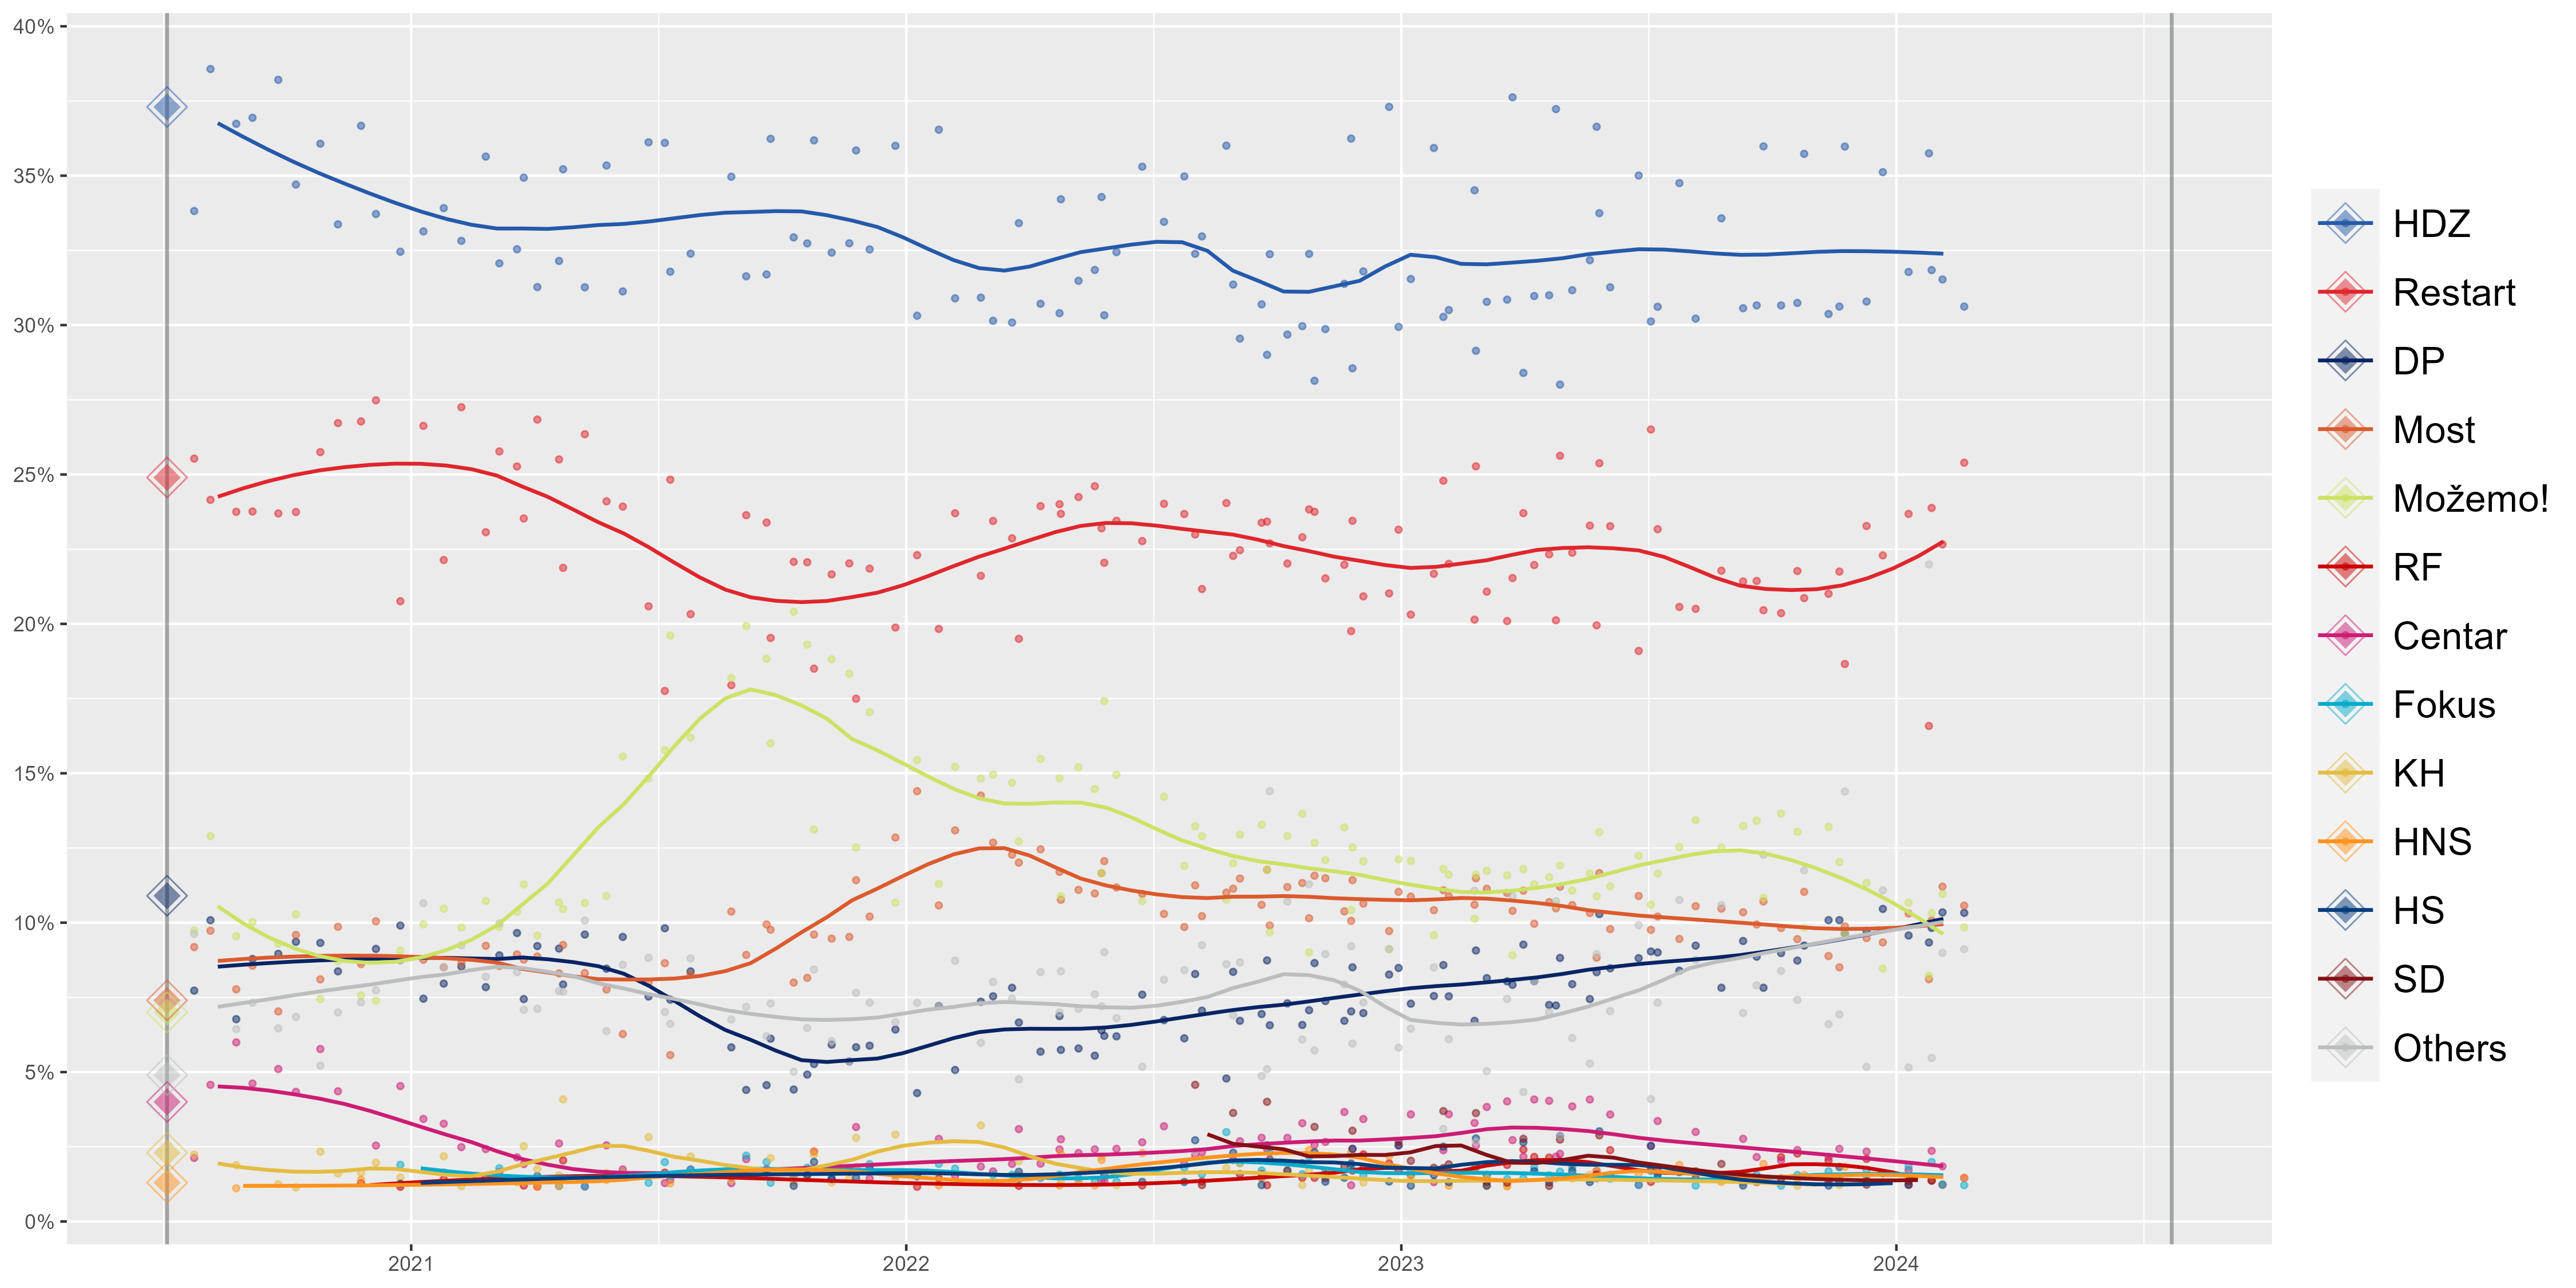 40%
35%
30%
25%
20%
15%
10%
5%
0%
2021
2022
2023
2024
HDZ
Restart
DP
Most
Možemo!
RF
Centar
Fokus
KH
HNS
HS
SD
Others